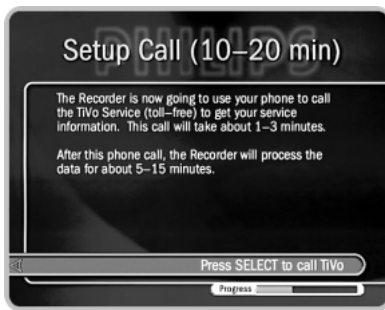 PHILIPS
Setup Call (10–20 min)
The Recorder is now going to use your phone to call
the TiVo Service (toll–free) to get your service
information. This call will take about 1–3 minutes.
After this phone call, the Recorder will process the
data for about 5–15 minutes.
Press SELECT to call TiVo
Progress